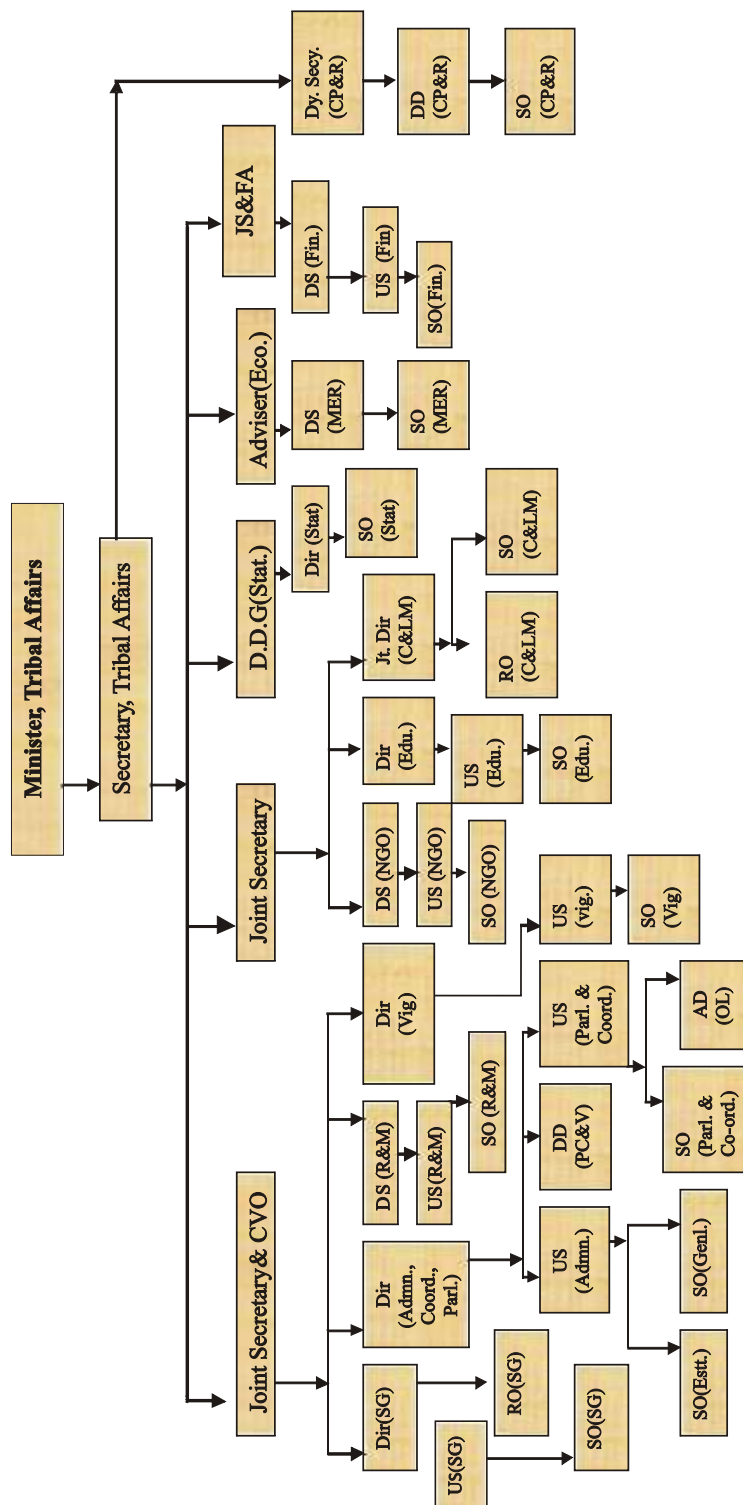 Minister, Tribal Affairs
Secretary, Tribal Affairs
Joint Secretary& CVO
Joint Secretary
D.D.G(Stat.)
Adviser(Eco.)
JS&FA
Dy. Secy.
(CP&R)
Dir(SG)
Dir
(Admn.,
Coord.,
Parl.)
DS (R&M)
Dir
(Vig)
DS (NGO)
Dir
(Edu.)
Jt. Dir
(C&LM)
Dir (Stat)
DS
(MER)
DS (Fin.)
DD
(CP&R)
US(SG)
RO(SG)
US(R&M)
SO (R&M)
US (NGO)
SO (NGO)
US
(Edu.)
RO
(C&LM)
SO
(C&LM)
SO
(Stat)
SO
(MER)
US (Fin)
SO(Fin.)
SO
(CP&R)
SO(SG)
US
(Admn.)
DD
(PC&V)
US
(Parl. &
Coord.)
US
(vig.)
SO
(Edu.)
SO(Estt.)
SO(Genl.)
SO
(Parl. &
Co-ord.)
AD
(OL)
SO
(Vig)